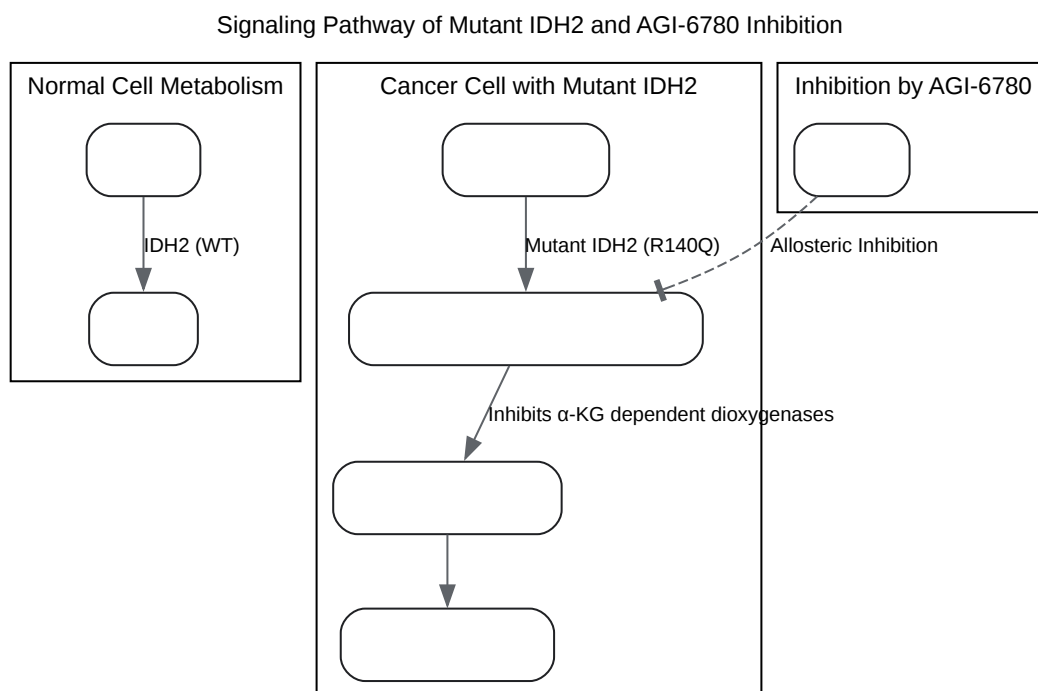 Signaling Pathway of Mutant IDH2 and AGI-6780 Inhibition
Normal Cell Metabolism
Cancer Cell with Mutant IDH2
Inhibition by AGI-6780
IDH2 (WT)
Mutant IDH2 (R140Q)
Allosteric Inhibition
Inhibits α-KG dependent dioxygenases